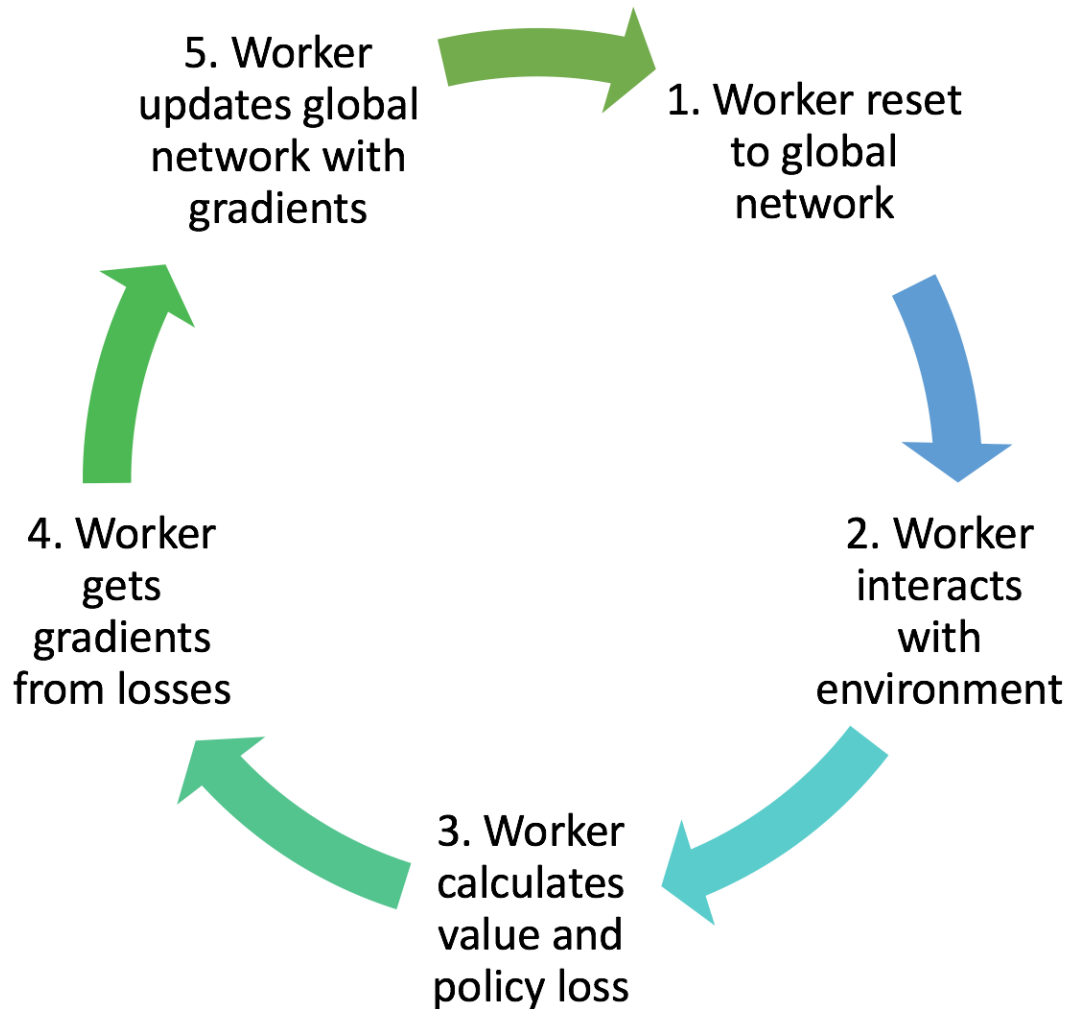 1. Worker reset
to global
network
2. Worker
interacts
with
environment
3. Worker
calculates
value and
policy loss
4. Worker
gets
gradients
from losses
5. Worker
updates global
network with
gradients